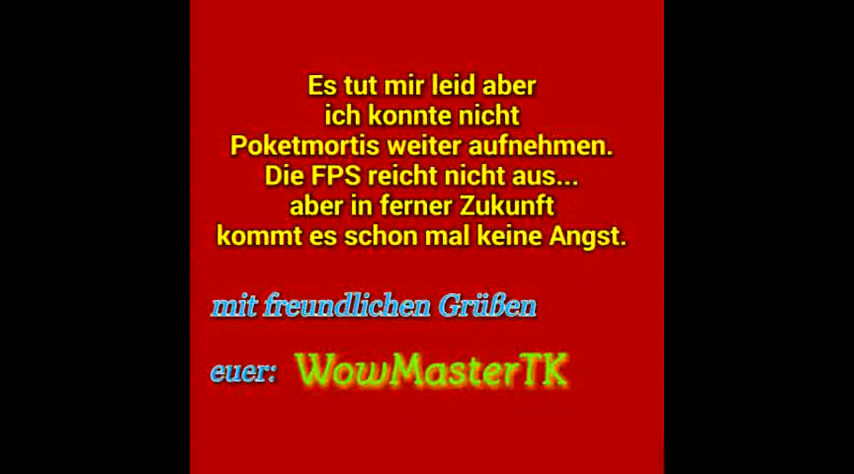 Es tut mir leid aber
ich konnte nicht
Poketmortis weiter aufnehmen.
Die FPS reicht nicht aus...
aber in ferner Zukunft
kommt es schon mal keine Angst.
mit freundlichen Grüßen
euer: WowMasterTK